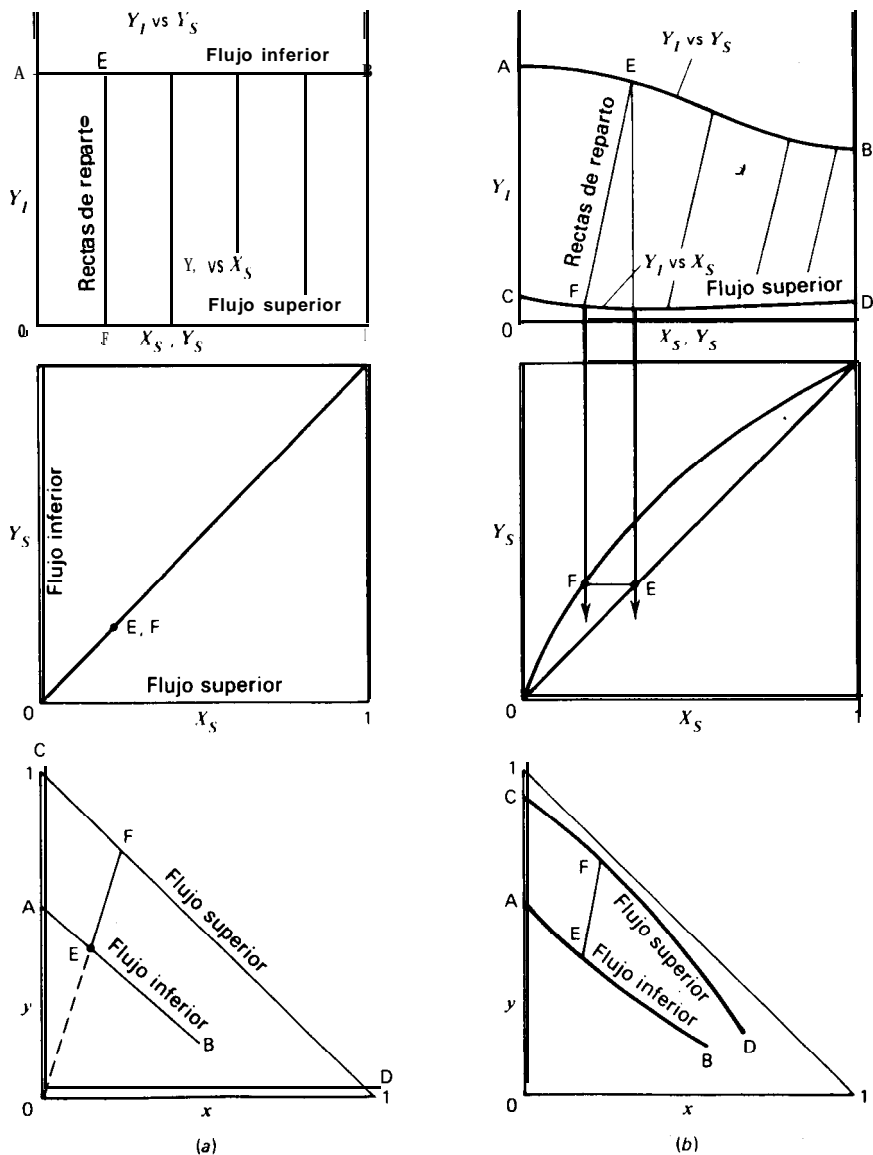 Y_I vs Y_S
E
Flujo inferior
A
B
Rectas de reparto
Y_I
Y, vs X_S
Flujo superior
0
F
X_S, Y_S
1
Flujo inferior
Y_S
E, F
Flujo superior
0
X_S
1
C
1
F
Flujo superior
A
E
Flujo inferior
y
B
D
0
x
1
(a)
Y_I vs Y_S
A
E
B
Rectas de reparto
Y_I
Y_I vs X_S
C
F
Flujo superior
D
0
X_S, Y_S
1
Y_S
F
E
0
X_S
1
1
C
F
Flujo superior
A
E
Flujo inferior
y
B
D
0
x
1
(b)